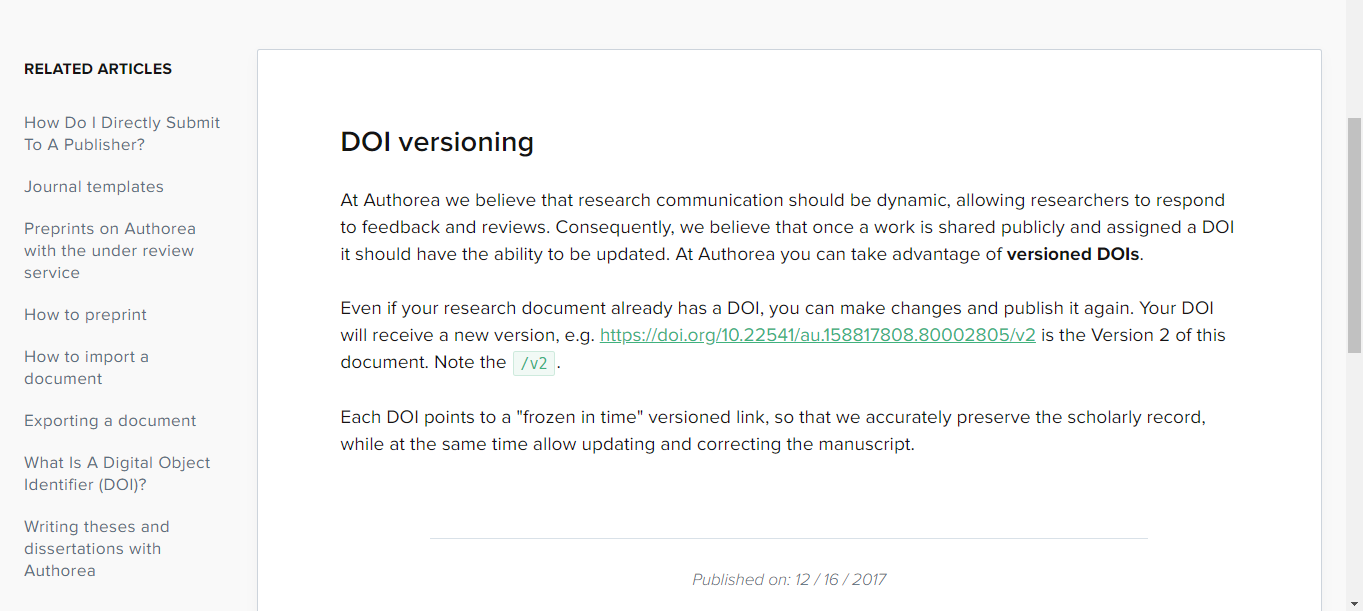 RELATED ARTICLES
How Do I Directly Submit
To A Publisher?
Journal templates
Preprints on Authorea
with the under review
service
How to preprint
How to import a
document
Exporting a document
What Is A Digital Object
Identifier (DOI)?
Writing theses and
dissertations with
Authorea
DOI versioning
At Authorea we believe that research communication should be dynamic, allowing researchers to respond
to feedback and reviews. Consequently, we believe that once a work is shared publicly and assigned a DOI
it should have the ability to be updated. At Authorea you can take advantage of versioned DOIs.
Even if your research document already has a DOI, you can make changes and publish it again. Your DOI
will receive a new version, e.g. https://doi.org/10.22541/au.158817808.80002805/v2 is the Version 2 of this
document. Note the /v2 .
Each DOI points to a "frozen in time" versioned link, so that we accurately preserve the scholarly record,
while at the same time allow updating and correcting the manuscript.
Published on: 12 / 16 / 2017